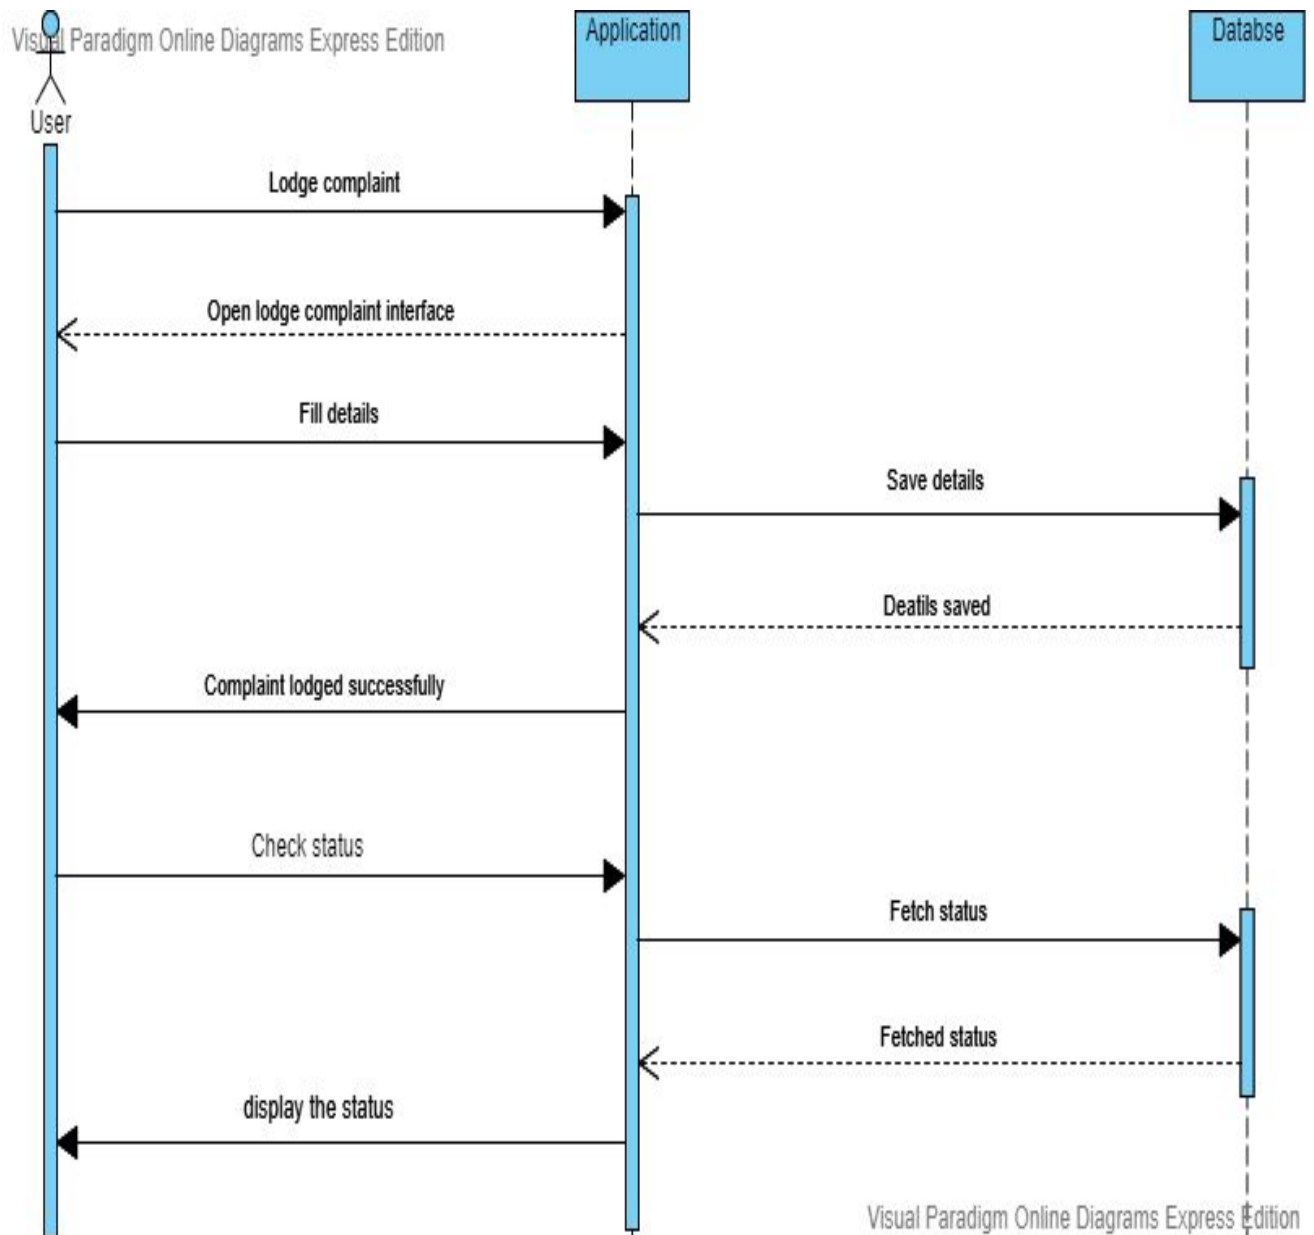 Visual Paradigm Online Diagrams Express Edition
Application
Databse
User
Lodge complaint
Open lodge complaint interface
Fill details
Save details
Deatils saved
Complaint lodged successfully
Check status
Fetch status
Fetched status
display the status
Visual Paradigm Online Diagrams Express Edition